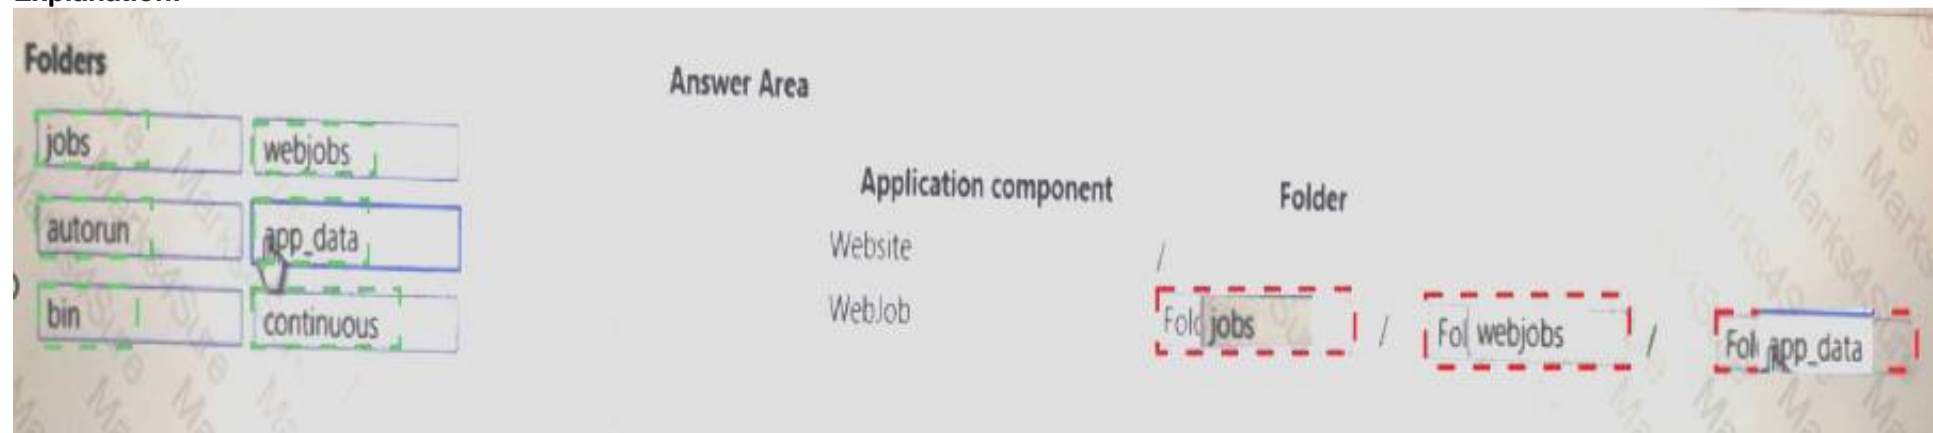 Folders
Answer Area
jobs webjobs
Application component Folder
autorun app_data
Website /
bin continuous
WebJob jobs / webjobs / app_data